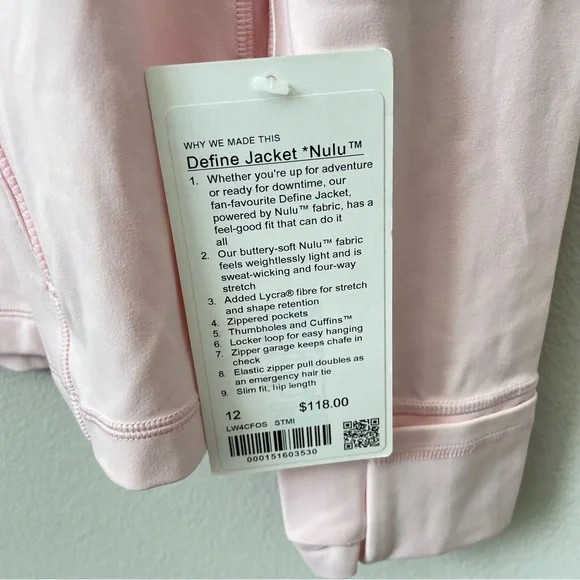 WHY WE MADE THIS
Define Jacket *Nulu™
1. Whether you're up for adventure
or ready for downtime, our
fan-favourite Define Jacket,
powered by Nulu™ fabric, has a
feel-good fit that can do it
all
2. Our buttery-soft Nulu™ fabric
feels weightlessly light and is
sweat-wicking and four-way
stretch
3. Added Lycra® fibre for stretch
and shape retention
4. Zippered pockets
5. Thumbholes and Cuffins™
6. Locker loop for easy hanging
7. Zipper garage keeps chafe in
check
8. Elastic zipper pull doubles as
an emergency hair tie
9. Slim fit, hip length
12 $118.00
LW4CFOS STMI
000151603530